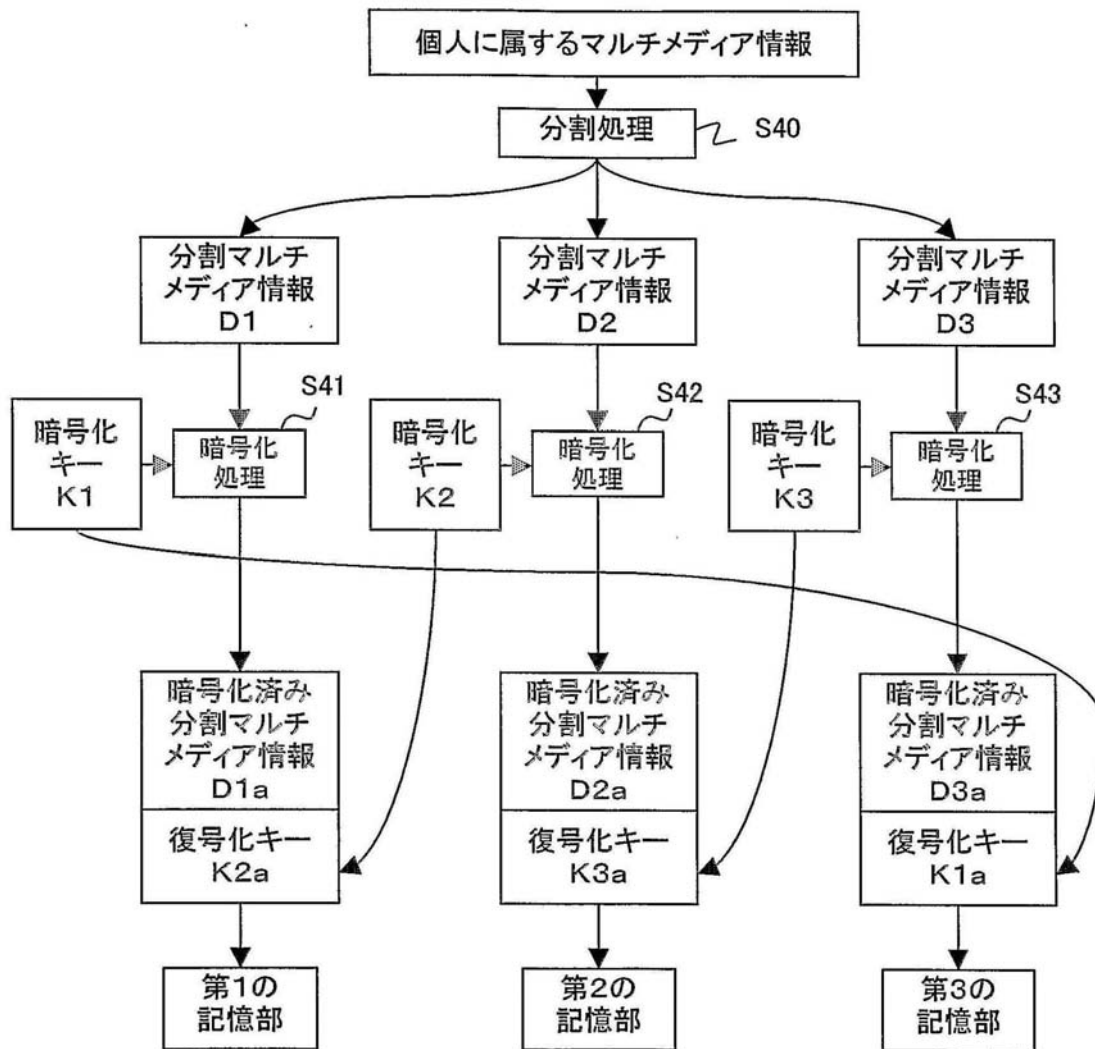 個人に属するマルチメディア情報
分割処理
S40
分割マルチ
メディア情報
D1
分割マルチ
メディア情報
D2
分割マルチ
メディア情報
D3
暗号化
キー
K1
S41
暗号化
処理
暗号化
キー
K2
S42
暗号化
処理
暗号化
キー
K3
S43
暗号化
処理
暗号化済み
分割マルチ
メディア情報
D1a
復号化キー
K2a
暗号化済み
分割マルチ
メディア情報
D2a
復号化キー
K3a
暗号化済み
分割マルチ
メディア情報
D3a
復号化キー
K1a
第1の
記憶部
第2の
記憶部
第3の
記憶部